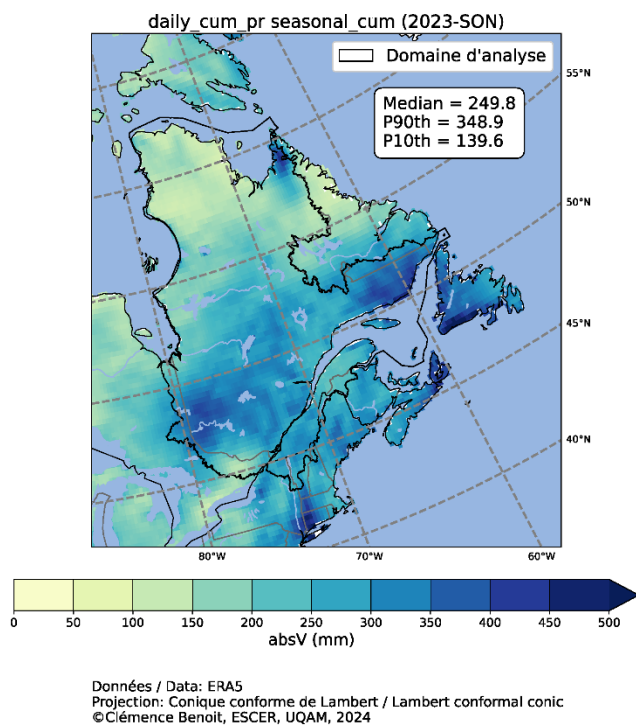 daily_cum_pr seasonal_cum (2023-SON)
Domaine d'analyse
55°N
Median = 249.8
P90th = 348.9
P10th = 139.6
50°N
45°N
40°N
80°W 70°W 60°W
0 50 100 150 200 250 300 350 400 450 500
absV (mm)
Données / Data: ERA5
Projection: Conique conforme de Lambert / Lambert conformal conic
©Clémence Benoit, ESCER, UQAM, 2024